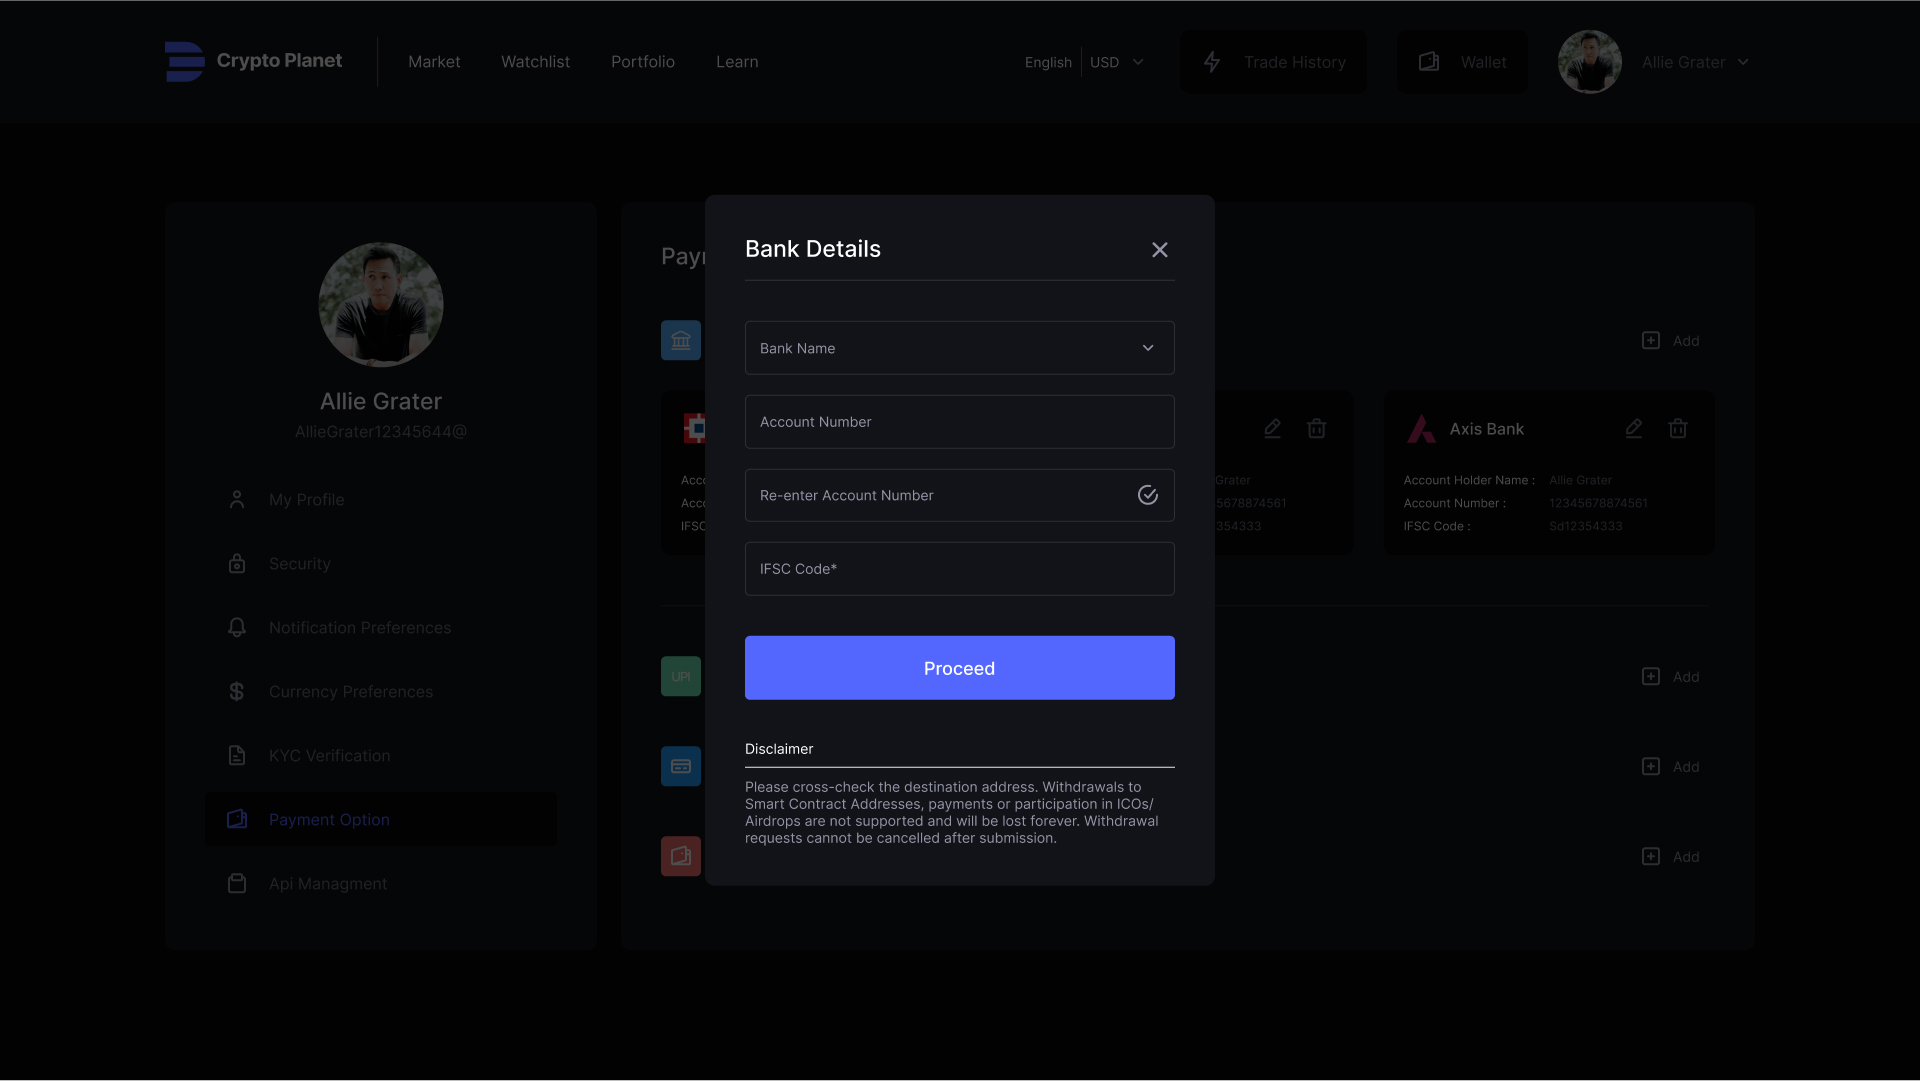 Crypto Planet
Market
Watchlist
Portfolio
Learn
English
USD
Trade History
Wallet
Allie Grater
Allie Grater
AllieGrater12345644@
My Profile
Security
Notification Preferences
Currency Preferences
KYC Verification
Payment Option
Api Managment
Add
Grater
5678874561
354333
Axis Bank
Account Holder Name : Allie Grater
Account Number : 12345678874561
IFSC Code : Sd12354333
UPI
Add
Add
Add
Bank Details
Bank Name
Account Number
Re-enter Account Number
IFSC Code*
Proceed
Disclaimer
Please cross-check the destination address. Withdrawals to
Smart Contract Addresses, payments or participation in ICOs/
Airdrops are not supported and will be lost forever. Withdrawal
requests cannot be cancelled after submission.